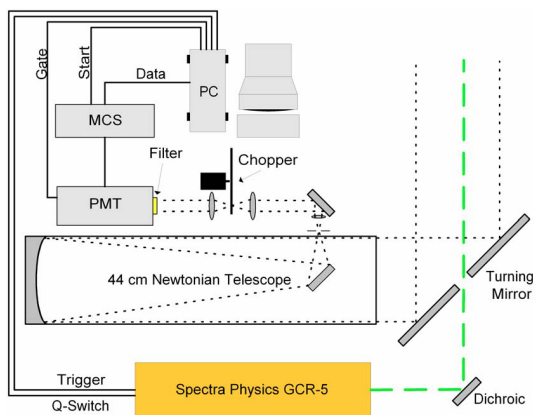 Gate
Start
Data
PC
MCS
Filter
Chopper
PMT
44 cm Newtonian Telescope
Turning
Mirror
Trigger
Q-Switch
Spectra Physics GCR-5
Dichroic